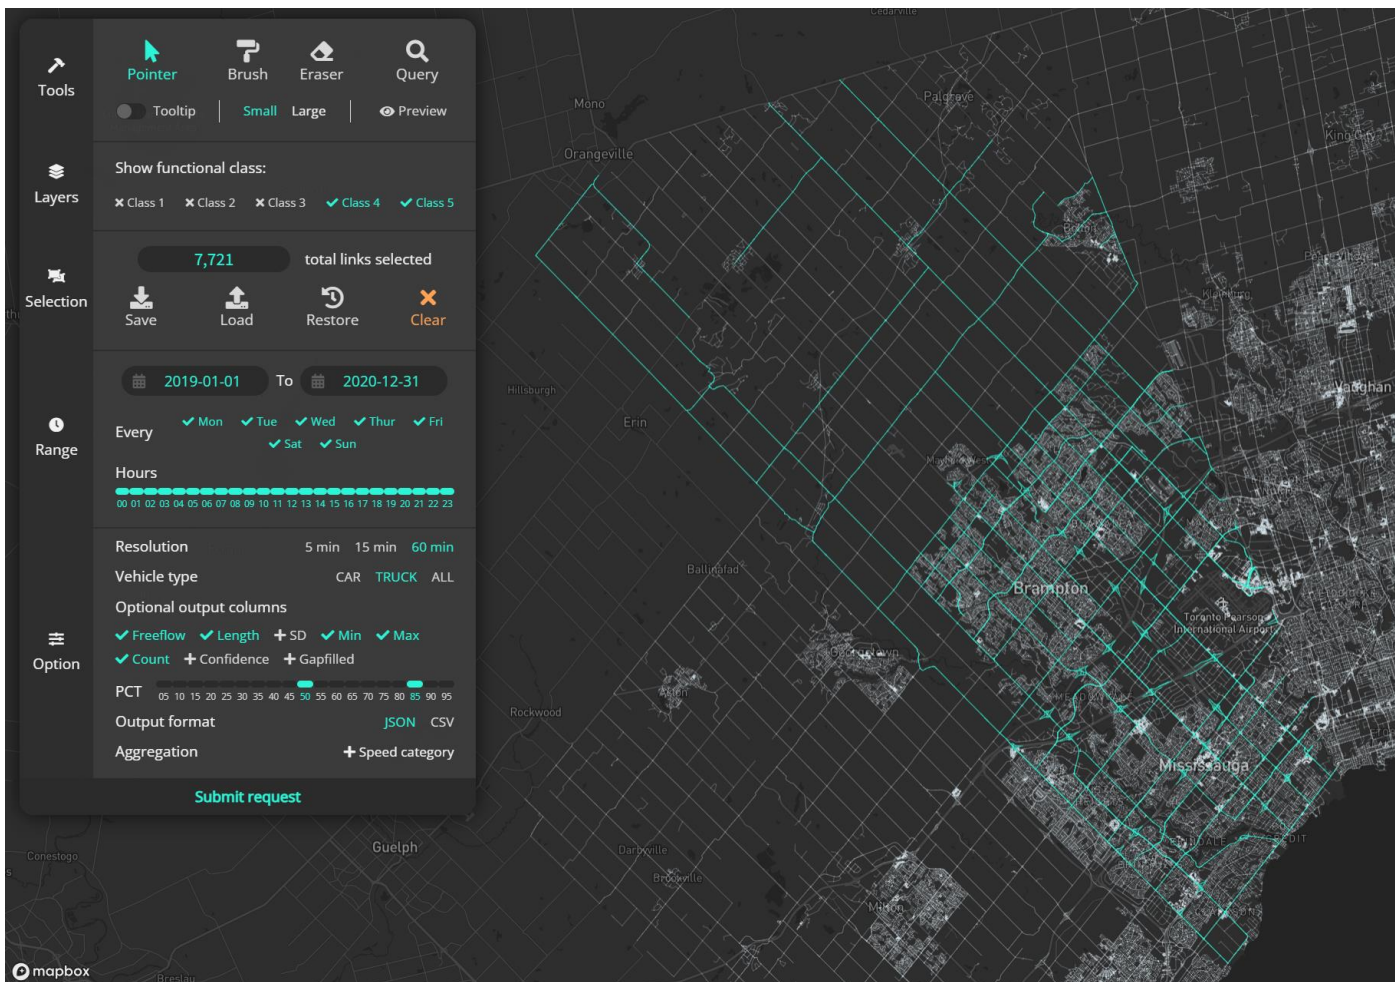 Tools
Pointer
Brush
Eraser
Query
Tooltip
Small
Large
Preview
Layers
Show functional class:
Class 1
Class 2
Class 3
Class 4
Class 5
Selection
7,721
total links selected
Save
Load
Restore
Clear
Range
2019-01-01
To
2020-12-31
Every
Mon
Tue
Wed
Thur
Fri
Sat
Sun
Hours
00 01 02 03 04 05 06 07 08 09 10 11 12 13 14 15 16 17 18 19 20 21 22 23
Option
Resolution
5 min
15 min
60 min
Vehicle type
CAR
TRUCK
ALL
Optional output columns
Freeflow
Length
SD
Min
Max
Count
Confidence
Gapfilled
PCT
05 10 15 20 25 30 35 40 45 50 55 60 65 70 75 80 85 90 95
Output format
JSON
CSV
Aggregation
Speed category
Submit request
Cedarville
Mono
Palgrave
Orangeville
King City
Bolton
Kleinburg
Vaughan
Hillsburgh
Erin
Ballinafad
Brampton
Toronto Pearson
International Airport
Georgetown
Acton
Rockwood
Mississauga
Guelph
Darbyville
Brookville
Milton
Conestogo
Breslau
mapbox